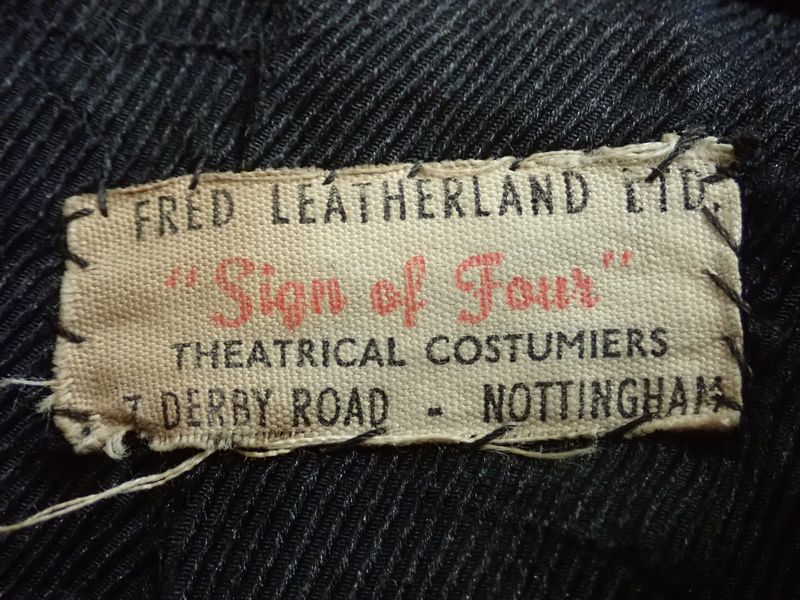 FRED LEATHERLAND LTD.
"Sign of Four"
THEATRICAL COSTUMIERS
7 DERBY ROAD - NOTTINGHAM